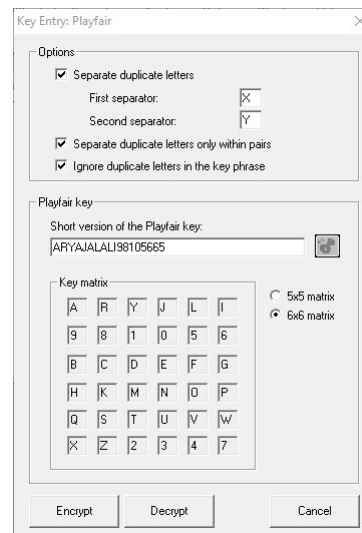 Key Entry: Playfair
Options
Separate duplicate letters
First separator: X
Second separator: Y
Separate duplicate letters only within pairs
Ignore duplicate letters in the key phrase
Playfair key
Short version of the Playfair key:
ARYAJALALI98105665
Key matrix
A R Y J L I
9 8 1 0 5 6
B C D E F G
H K M N O P
Q S T U V W
X Z 2 3 4 7
5x5 matrix
6x6 matrix
Encrypt Decrypt Cancel